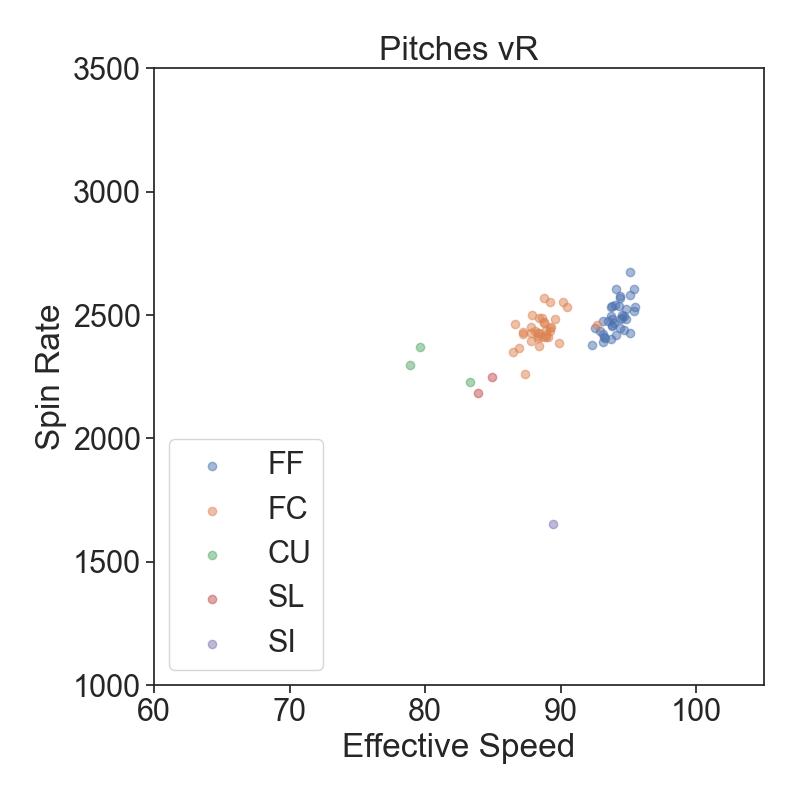 Pitches vR
3500
3000
2500
2000
1500
1000
Spin Rate
FF
FC
CU
SL
SI
60 70 80 90 100
Effective Speed